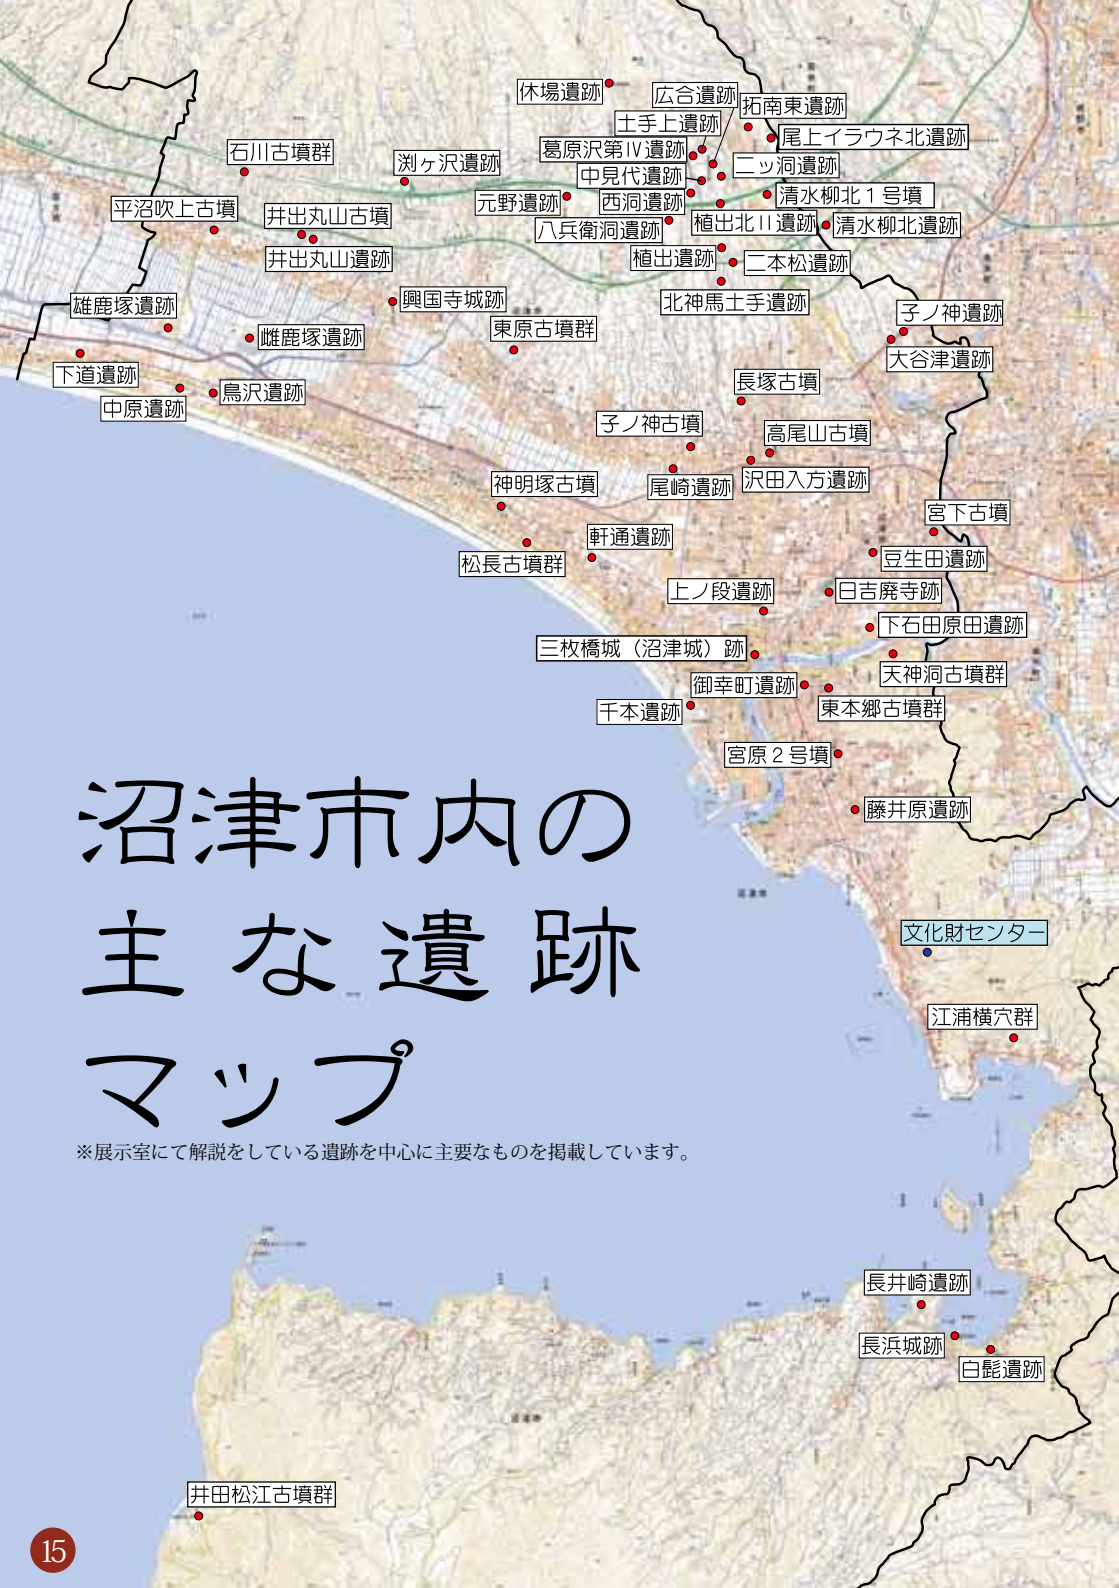 休場遺跡
広合遺跡
拓南東遺跡
土手上遺跡
尾上イラウネ北遺跡
葛原沢第Ⅳ遺跡
石川古墳群
渕ヶ沢遺跡
二ッ洞遺跡
中見代遺跡
清水柳北１号墳
元野遺跡
西洞遺跡
平沼吹上古墳
井出丸山古墳
植出北Ⅱ遺跡
清水柳北遺跡
八兵衛洞遺跡
井出丸山遺跡
植出遺跡
二本松遺跡
雄鹿塚遺跡
興国寺城跡
北神馬土手遺跡
子ノ神遺跡
東原古墳群
雌鹿塚遺跡
大谷津遺跡
下道遺跡
長塚古墳
鳥沢遺跡
中原遺跡
子ノ神古墳
高尾山古墳
沢田入方遺跡
神明塚古墳
尾崎遺跡
宮下古墳
軒通遺跡
豆生田遺跡
松長古墳群
上ノ段遺跡
日吉廃寺跡
下石田原田遺跡
三枚橋城（沼津城）跡
天神洞古墳群
御幸町遺跡
千本遺跡
東本郷古墳群
宮原２号墳
藤井原遺跡
沼津市内の
主な遺跡
マップ
※展示室にて解説をしている遺跡を中心に主要なものを掲載しています。
文化財センター
江浦横穴群
長井崎遺跡
長浜城跡
白髭遺跡
井田松江古墳群
15